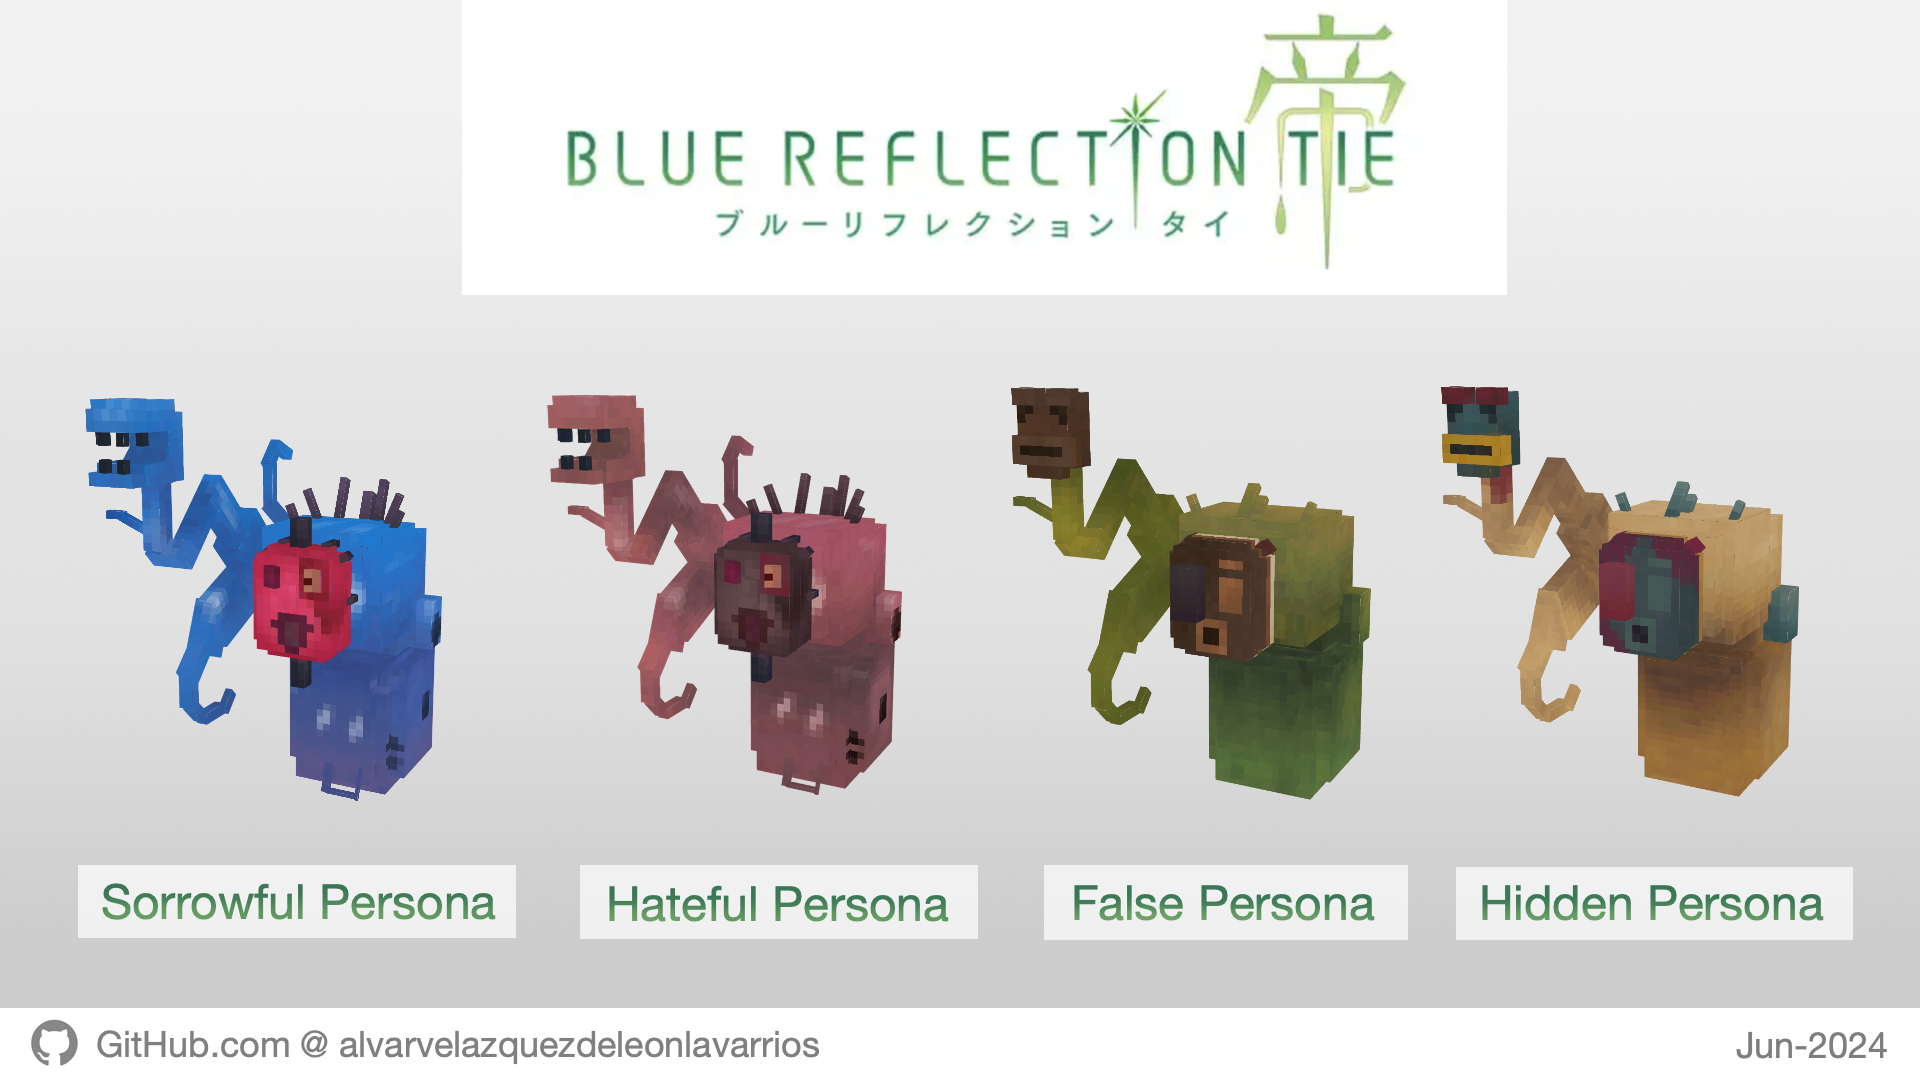 帝
BLUE REFLECTION TIE
ブルーリフレクション タイ
Sorrowful Persona
Hateful Persona
False Persona
Hidden Persona
GitHub.com @ alvarvelazquezdeleonlavarrios
Jun-2024